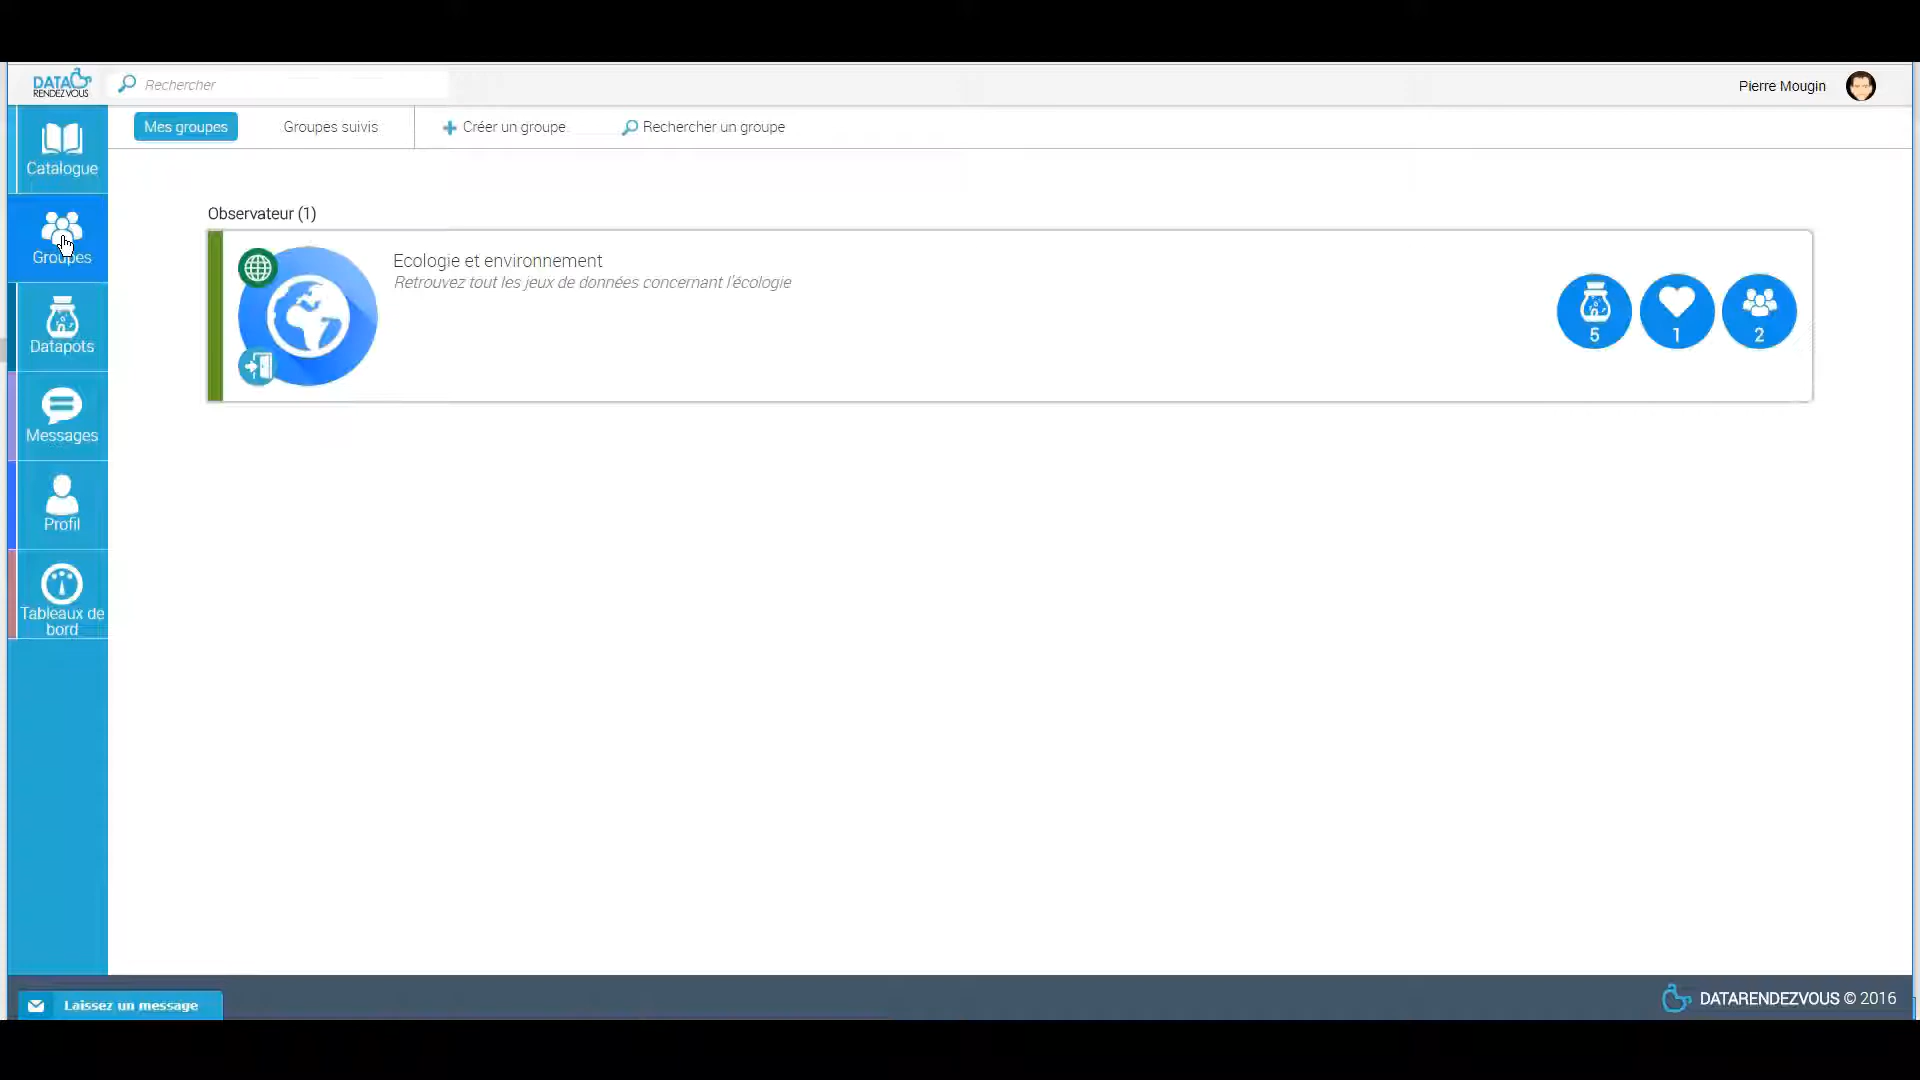 DATA
RENDEZVOUS
Rechercher
Pierre Mougin
Mes groupes
Groupes suivis
Créer un groupe
Rechercher un groupe
Catalogue
Groupes
Datapots
Messages
Profil
Tableaux de
bord
Observateur (1)
Ecologie et environnement
Retrouvez tout les jeux de données concernant l'écologie
5
1
2
Laissez un message
DATARENDEZVOUS © 2016